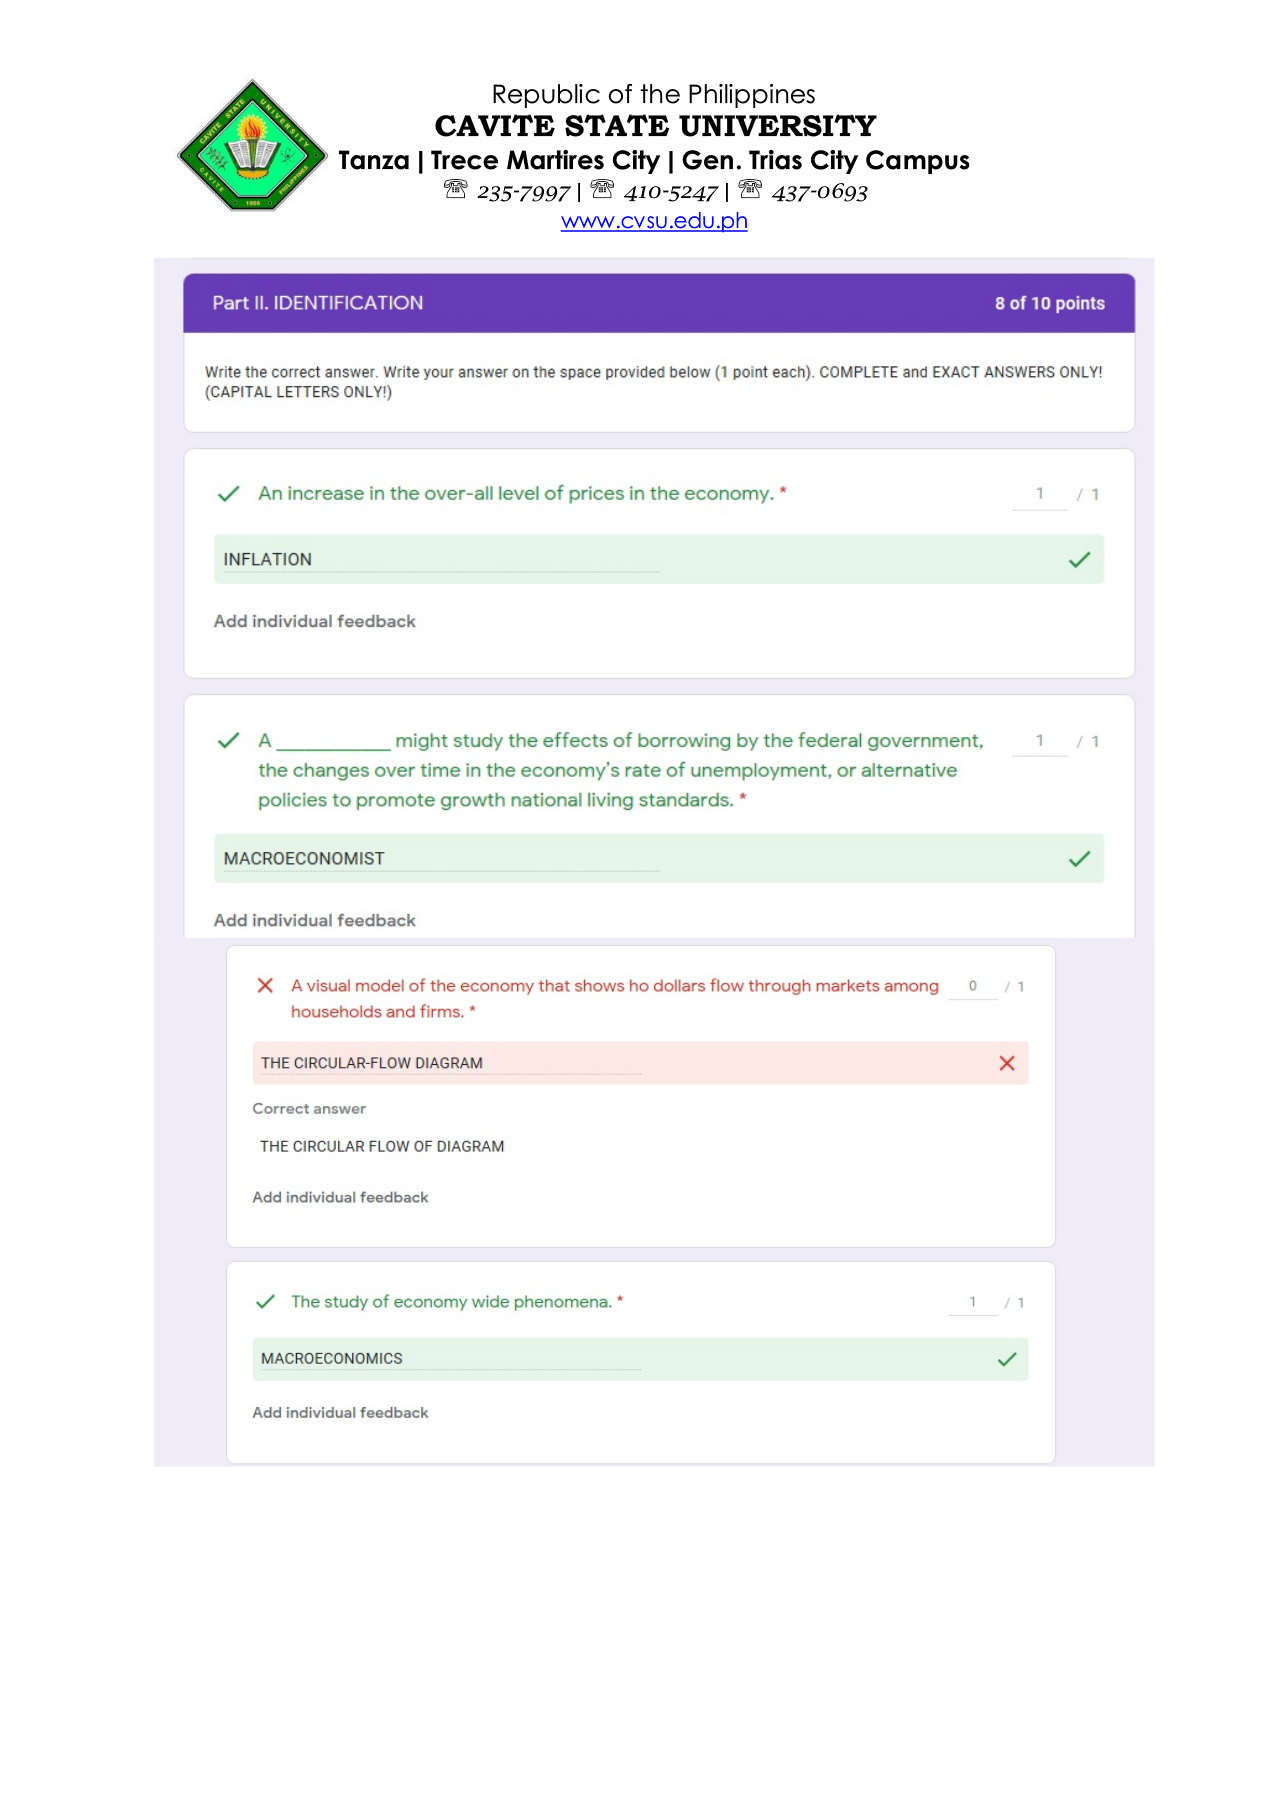 Republic of the Philippines
CAVITE STATE UNIVERSITY
Tanza | Trece Martires City | Gen. Trias City Campus
☏ 235-7997 | ☏ 410-5247 | ☏ 437-0693
www.cvsu.edu.ph
CAVITE STATE UNIVERSITY
CAVITE PHILIPPINES
1906
Part II. IDENTIFICATION 8 of 10 points
Write the correct answer. Write your answer on the space provided below (1 point each). COMPLETE and EXACT ANSWERS ONLY!
(CAPITAL LETTERS ONLY!)
An increase in the over-all level of prices in the economy. * 1 / 1
INFLATION
Add individual feedback
A ___________ might study the effects of borrowing by the federal government, 1 / 1
the changes over time in the economy's rate of unemployment, or alternative
policies to promote growth national living standards. *
MACROECONOMIST
Add individual feedback
A visual model of the economy that shows ho dollars flow through markets among 0 / 1
households and firms. *
THE CIRCULAR-FLOW DIAGRAM
Correct answer
THE CIRCULAR FLOW OF DIAGRAM
Add individual feedback
The study of economy wide phenomena. * 1 / 1
MACROECONOMICS
Add individual feedback